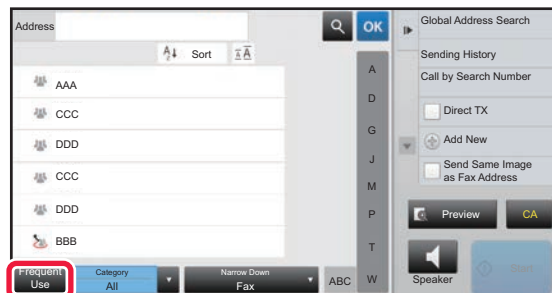 Address
OK
Sort
AAA
CCC
DDD
CCC
DDD
BBB
A
D
G
J
M
P
T
W
Frequent
Use
Category
All
Narrow Down
Fax
ABC
Global Address Search
Sending History
Call by Search Number
Direct TX
Add New
Send Same Image
as Fax Address
Preview
CA
Speaker
Start